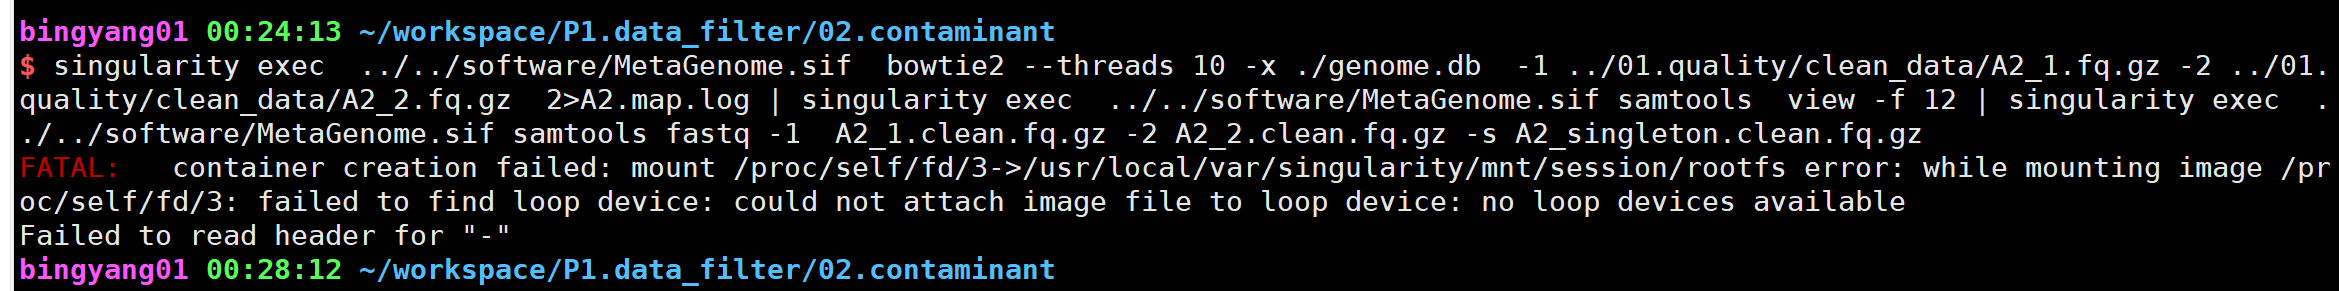 bingyang01 00:24:13 ~/workspace/P1.data_filter/02.contaminant
$ singularity exec  ../../software/MetaGenome.sif  bowtie2 --threads 10 -x ./genome.db  -1 ../01.quality/clean_data/A2_1.fq.gz -2 ../01.
quality/clean_data/A2_2.fq.gz  2>A2.map.log | singularity exec  ../../software/MetaGenome.sif samtools  view -f 12 | singularity exec  .
./../software/MetaGenome.sif samtools fastq -1  A2_1.clean.fq.gz -2 A2_2.clean.fq.gz -s A2_singleton.clean.fq.gz
FATAL:   container creation failed: mount /proc/self/fd/3->/usr/local/var/singularity/mnt/session/rootfs error: while mounting image /pr
oc/self/fd/3: failed to find loop device: could not attach image file to loop device: no loop devices available
Failed to read header for "-"
bingyang01 00:28:12 ~/workspace/P1.data_filter/02.contaminant